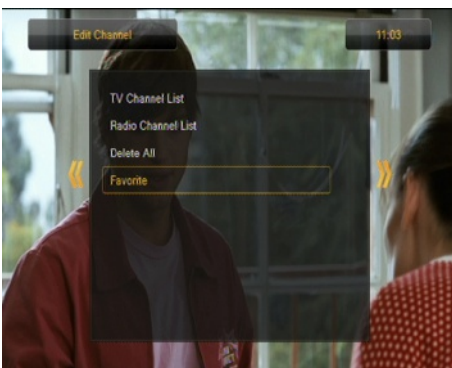 Edit Channel
11:03
TV Channel List
Radio Channel List
Delete All
Favorite